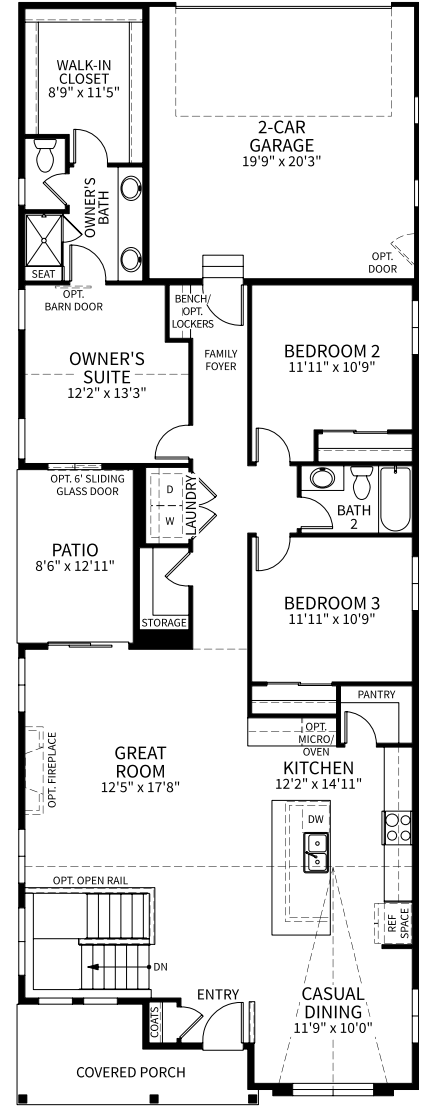 WALK-IN
CLOSET
8'9" x 11'5"
2-CAR
GARAGE
19'9" x 20'3"
OWNER'S
BATH
SEAT
OPT.
DOOR
OPT.
BARN DOOR
BENCH/
OPT.
LOCKERS
FAMILY
FOYER
OWNER'S
SUITE
12'2" x 13'3"
BEDROOM 2
11'11" x 10'9"
OPT. 6' SLIDING
GLASS DOOR
D
W
LAUNDRY
BATH
2
PATIO
8'6" x 12'11"
STORAGE
BEDROOM 3
11'11" x 10'9"
PANTRY
OPT.
MICRO/
OVEN
OPT. FIREPLACE
GREAT
ROOM
12'5" x 17'8"
KITCHEN
12'2" x 14'11"
DW
OPT. OPEN RAIL
REF
SPACE
DN
ENTRY
COATS
CASUAL
DINING
11'9" x 10'0"
COVERED PORCH